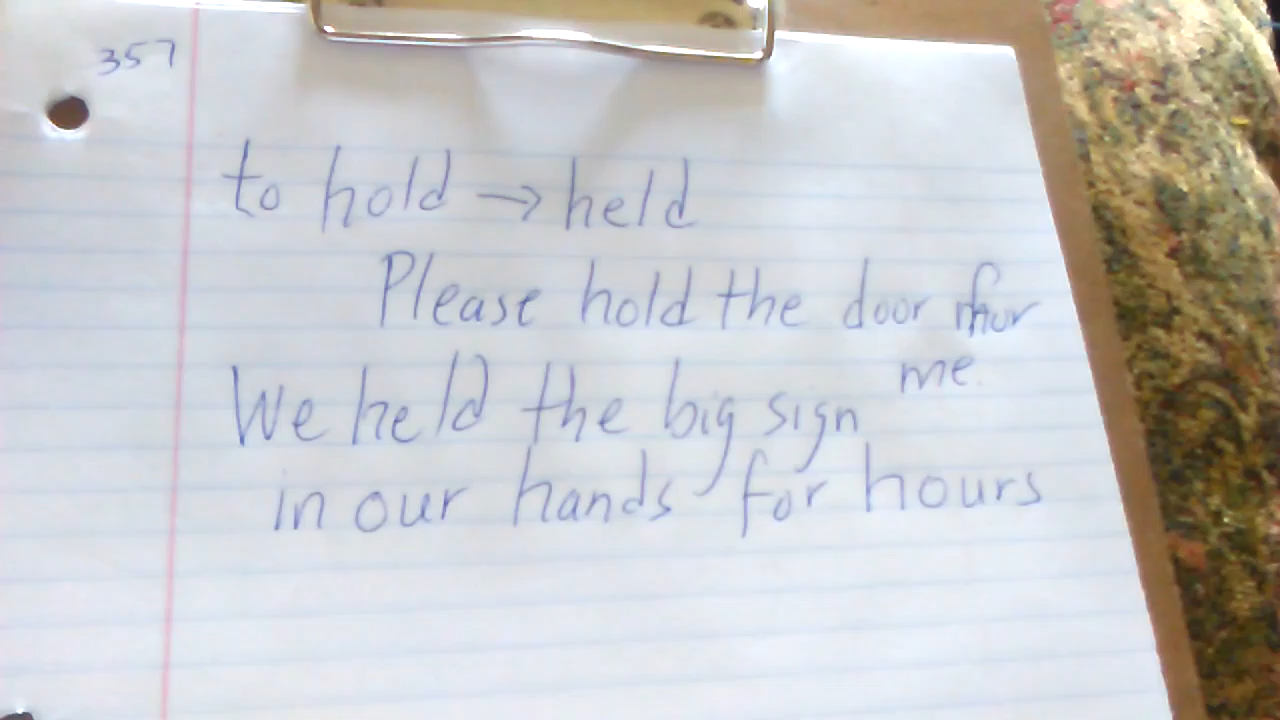 357
to hold → held
Please hold the door for
me.
We held the big sign
in our hands for hours